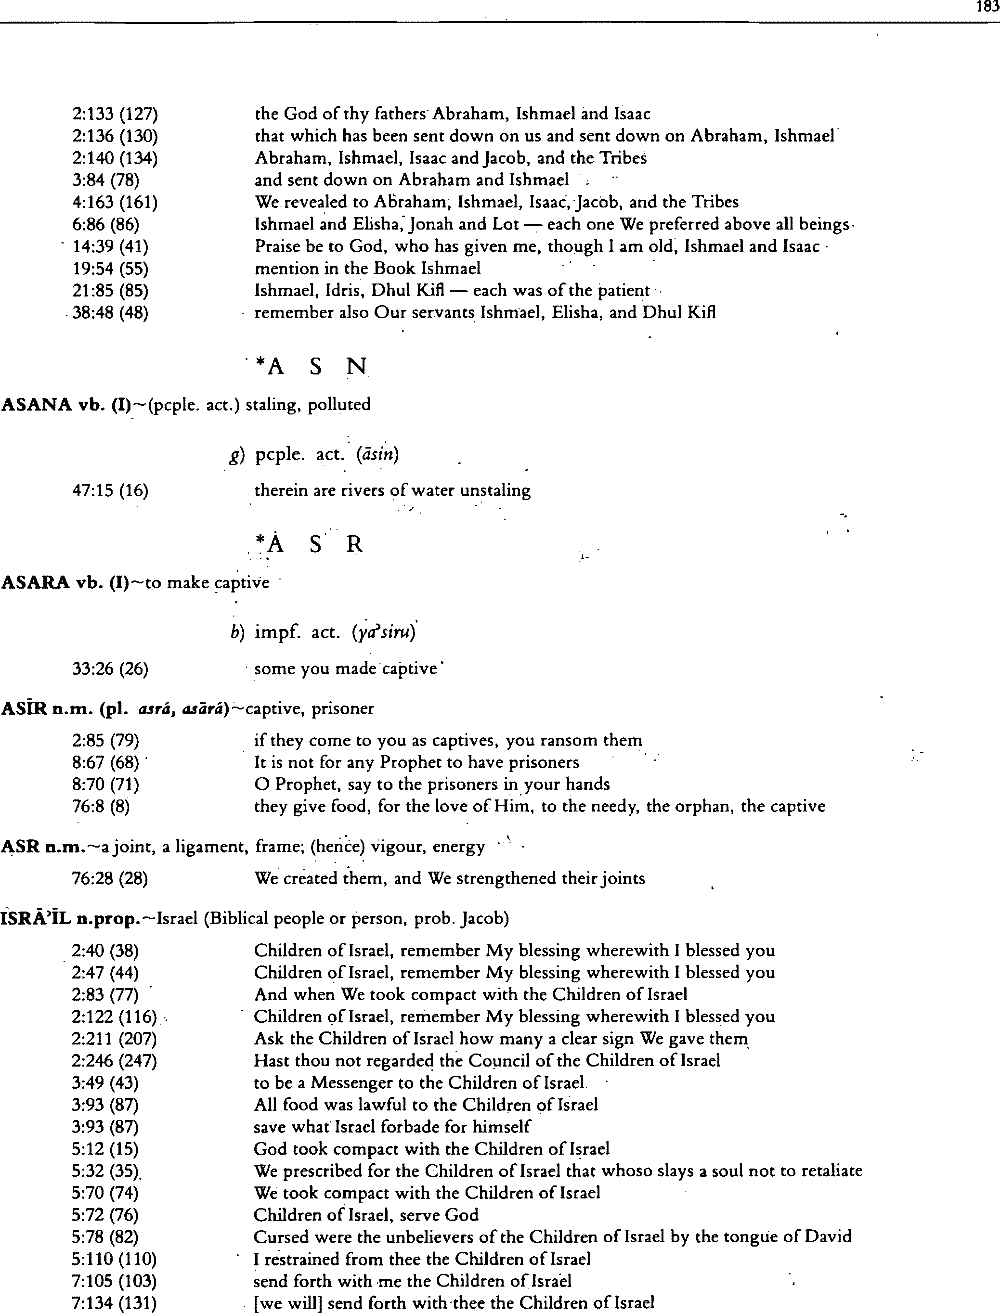 183
2:133 (127) the God of thy fathers Abraham, Ishmael and Isaac
2:136 (130) that which has been sent down on us and sent down on Abraham, Ishmael
2:140 (134) Abraham, Ishmael, Isaac and Jacob, and the Tribes
3:84 (78) and sent down on Abraham and Ishmael
4:163 (161) We revealed to Abraham, Ishmael, Isaac, Jacob, and the Tribes
6:86 (86) Ishmael and Elisha, Jonah and Lot — each one We preferred above all beings
14:39 (41) Praise be to God, who has given me, though I am old, Ishmael and Isaac
19:54 (55) mention in the Book Ishmael
21:85 (85) Ishmael, Idris, Dhul Kifl — each was of the patient
38:48 (48) remember also Our servants Ishmael, Elisha, and Dhul Kifl
*A S N
ASANA vb. (I)~(pcple. act.) staling, polluted
g) pcple. act. (āsin)
47:15 (16) therein are rivers of water unstaling
*A S R
ASARA vb. (I)~to make captive
b) impf. act. (yaʾsiru)
33:26 (26) some you made captive
ASĪR n.m. (pl. asrá, asārá)~captive, prisoner
2:85 (79) if they come to you as captives, you ransom them
8:67 (68) It is not for any Prophet to have prisoners
8:70 (71) O Prophet, say to the prisoners in your hands
76:8 (8) they give food, for the love of Him, to the needy, the orphan, the captive
ASR n.m.~a joint, a ligament, frame; (hence) vigour, energy
76:28 (28) We created them, and We strengthened their joints
ISRĀʾĪL n.prop.~Israel (Biblical people or person, prob. Jacob)
2:40 (38) Children of Israel, remember My blessing wherewith I blessed you
2:47 (44) Children of Israel, remember My blessing wherewith I blessed you
2:83 (77) And when We took compact with the Children of Israel
2:122 (116) Children of Israel, remember My blessing wherewith I blessed you
2:211 (207) Ask the Children of Israel how many a clear sign We gave them
2:246 (247) Hast thou not regarded the Council of the Children of Israel
3:49 (43) to be a Messenger to the Children of Israel
3:93 (87) All food was lawful to the Children of Israel
3:93 (87) save what Israel forbade for himself
5:12 (15) God took compact with the Children of Israel
5:32 (35) We prescribed for the Children of Israel that whoso slays a soul not to retaliate
5:70 (74) We took compact with the Children of Israel
5:72 (76) Children of Israel, serve God
5:78 (82) Cursed were the unbelievers of the Children of Israel by the tongue of David
5:110 (110) I restrained from thee the Children of Israel
7:105 (103) send forth with me the Children of Israel
7:134 (131) [we will] send forth with thee the Children of Israel